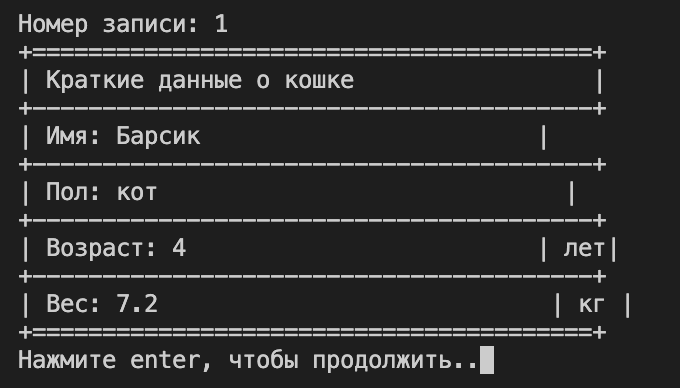 Номер записи: 1
+========================================+
| Краткие данные о кошке                 |
+----------------------------------------+
| Имя: Барсик                        |
+----------------------------------------+
| Пол: кот                             |
+----------------------------------------+
| Возраст: 4                         | лет|
+----------------------------------------+
| Вес: 7.2                            | кг |
+========================================+
Нажмите enter, чтобы продолжить..